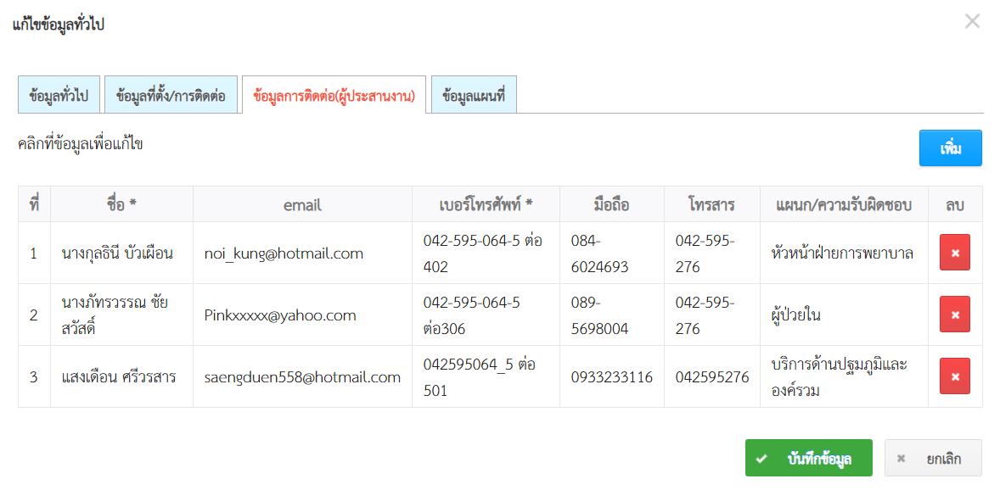 แก้ไขข้อมูลทั่วไป
ข้อมูลทั่วไป ข้อมูลที่ตั้ง/การติดต่อ ข้อมูลการติดต่อ(ผู้ประสานงาน) ข้อมูลแผนที่
คลิกที่ข้อมูลเพื่อแก้ไข เพิ่ม
ที่ ชื่อ * email เบอร์โทรศัพท์ * มือถือ โทรสาร แผนก/ความรับผิดชอบ ลบ
1 นางกุลธินี บัวเผือน noi_kung@hotmail.com 042-595-064-5 ต่อ
402 084-
6024693 042-595-
276 หัวหน้าฝ่ายการพยาบาล
2 นางภัทรวรรณ ชัย
สวัสดิ์ Pinkxxxxx@yahoo.com 042-595-064-5
ต่อ306 089-
5698004 042-595-
276 ผู้ป่วยใน
3 แสงเดือน ศรีวรสาร saengduen558@hotmail.com 042595064_5 ต่อ
501 0933233116 042595276 บริการด้านปฐมภูมิและ
องค์รวม
บันทึกข้อมูล ยกเลิก